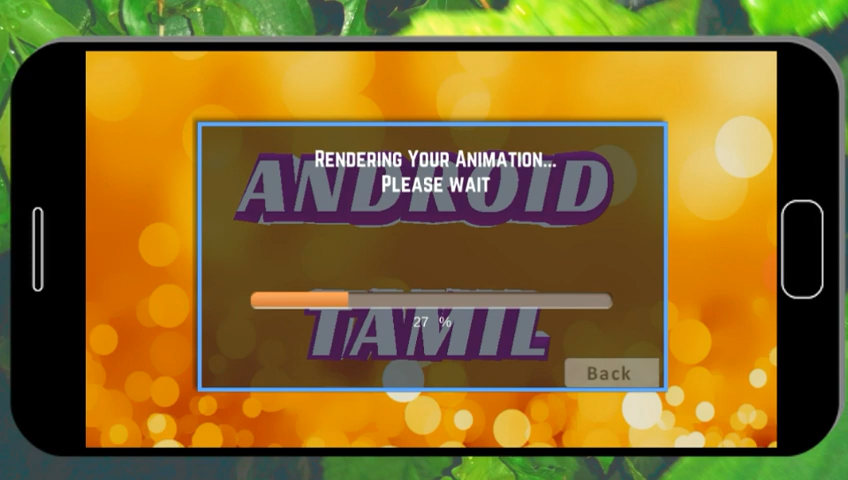 Rendering Your Animation...
Please wait
ANDROID
TAMIL
27 %
Back